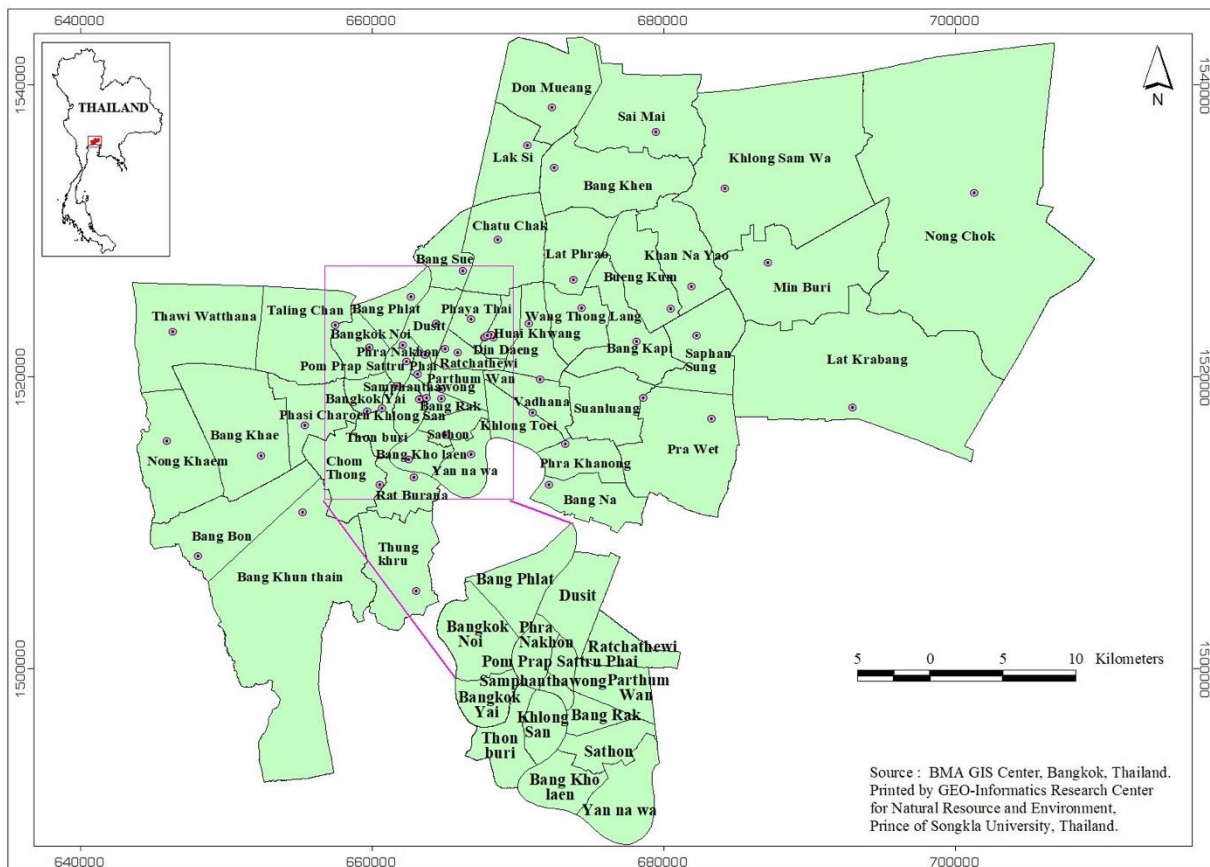 640000 660000 680000 700000
THAILAND
1540000
1540000
N
Don Mueang
Sai Mai
Lak Si
Khlong Sam Wa
Bang Khen
Nong Chok
Chatu Chak
Lat Phrao
Khan Na Yao
Bang Sue
Bueng Kum
Min Buri
Thawi Watthana
Taling Chan
Bang Phlat
Phaya Thai
Wang Thong Lang
Dusit
Bangkok Noi
Huai Khwang
Phra Nakhon
Din Daeng
Bang Kapi
Saphan
Sung
Lat Krabang
Pom Prap Sattru Phai
Ratchathewi
1520000
1520000
Parthum Wan
Samphanthawong
Bangkok Yai
Bang Rak
Vadhana
Suanluang
Phasi Charoen
Khlong San
Khlong Toei
Bang Khae
Thon buri
Sathon
Pra Wet
Nong Khaem
Bang Kho laen
Chom
Thong
Yan na wa
Phra Khanong
Rat Burana
Bang Na
Bang Bon
Thung
khru
Bang Khun thain
Bang Phlat
Dusit
Bangkok
Noi
Phra
Nakhon
Ratchathewi
Pom Prap Sattru Phai
Samphanthawong
Parthum
Wan
Bangkok
Yai
Khlong
San
Bang Rak
Thon
buri
Sathon
Bang Kho
laen
Yan na wa
5 0 5 10 Kilometers
1500000
1500000
Source : BMA GIS Center, Bangkok, Thailand.
Printed by GEO-Informatics Research Center
for Natural Resource and Environment,
Prince of Songkla University, Thailand.
640000 660000 680000 700000